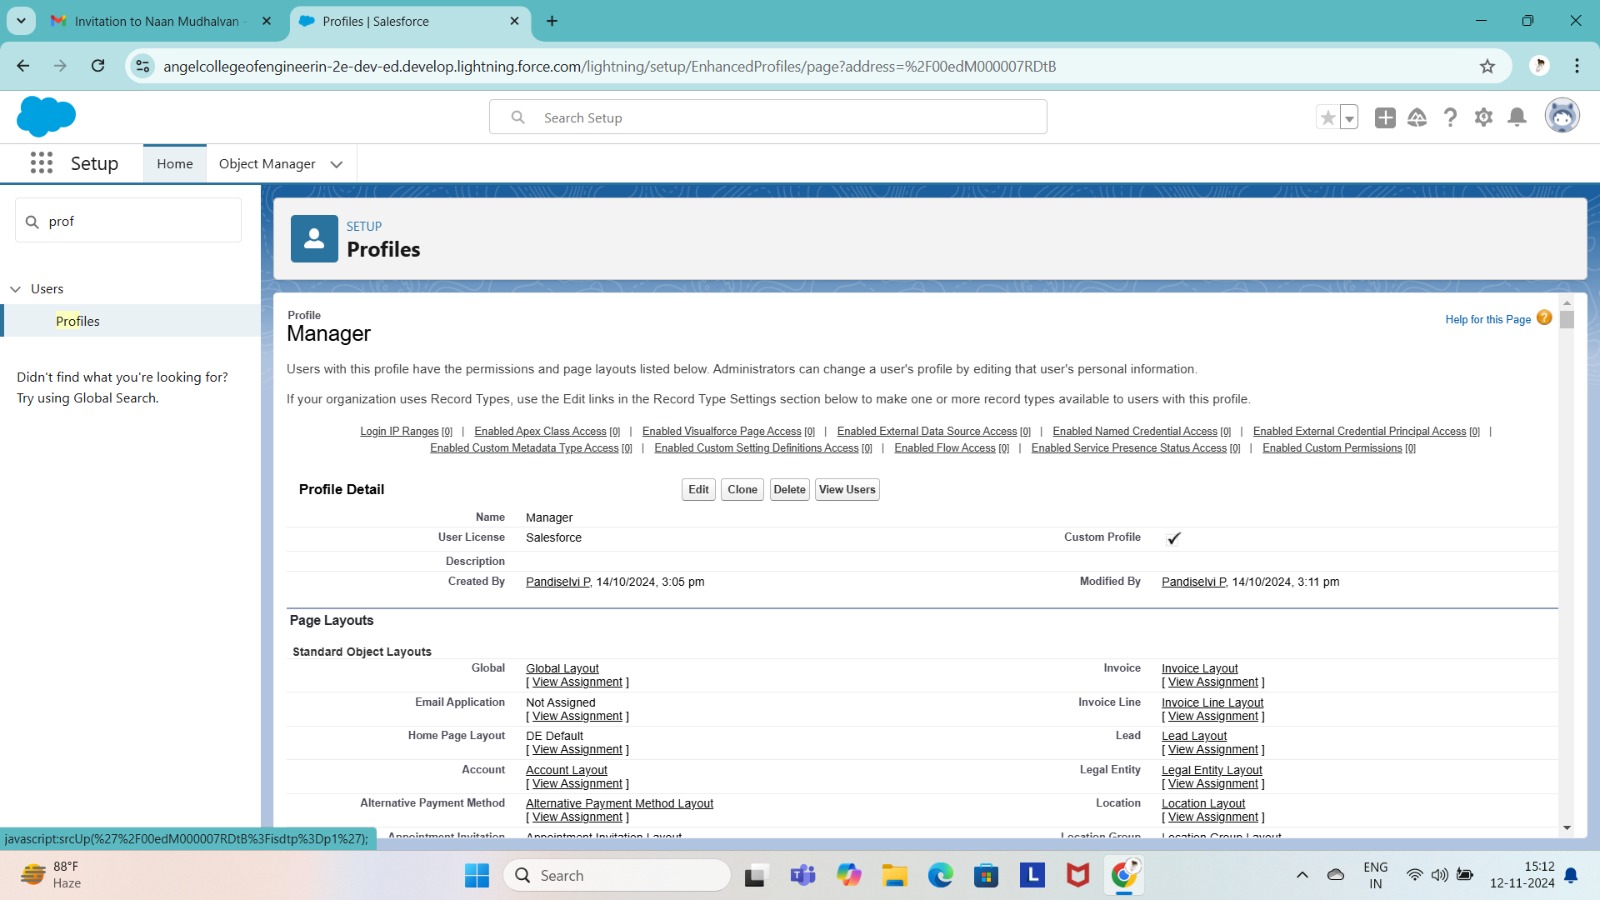 Invitation to Naan Mudhalvan
Profiles | Salesforce
angelcollegeofengineerin-2e-dev-ed.develop.lightning.force.com/lightning/setup/EnhancedProfiles/page?address=%2F00edM000007RDtB
Search Setup
Setup
Home
Object Manager
prof
Users
Profiles
Didn't find what you're looking for?
Try using Global Search.
SETUP
Profiles
Profile
Manager
Help for this Page ?
Users with this profile have the permissions and page layouts listed below. Administrators can change a user's profile by editing that user's personal information.
If your organization uses Record Types, use the Edit links in the Record Type Settings section below to make one or more record types available to users with this profile.
Login IP Ranges [0] | Enabled Apex Class Access [0] | Enabled Visualforce Page Access [0] | Enabled External Data Source Access [0] | Enabled Named Credential Access [0] | Enabled External Credential Principal Access [0] |
Enabled Custom Metadata Type Access [0] | Enabled Custom Setting Definitions Access [0] | Enabled Flow Access [0] | Enabled Service Presence Status Access [0] | Enabled Custom Permissions [0]
Profile Detail
Edit Clone Delete View Users
Name Manager
User License Salesforce Custom Profile
Description
Created By Pandiselvi P, 14/10/2024, 3:05 pm Modified By Pandiselvi P, 14/10/2024, 3:11 pm
Page Layouts
Standard Object Layouts
Global Global Layout Invoice Invoice Layout
[ View Assignment ] [ View Assignment ]
Email Application Not Assigned Invoice Line Invoice Line Layout
[ View Assignment ] [ View Assignment ]
Home Page Layout DE Default Lead Lead Layout
[ View Assignment ] [ View Assignment ]
Account Account Layout Legal Entity Legal Entity Layout
[ View Assignment ] [ View Assignment ]
Alternative Payment Method Alternative Payment Method Layout Location Location Layout
[ View Assignment ] [ View Assignment ]
Appointment Invitation Appointment Invitation Layout Location Group Location Group Layout
javascript:srcUp(%27%2F00edM000007RDtB%3Fisdtp%3Dp1%27);
88°F
Haze
Search
ENG
IN
15:12
12-11-2024